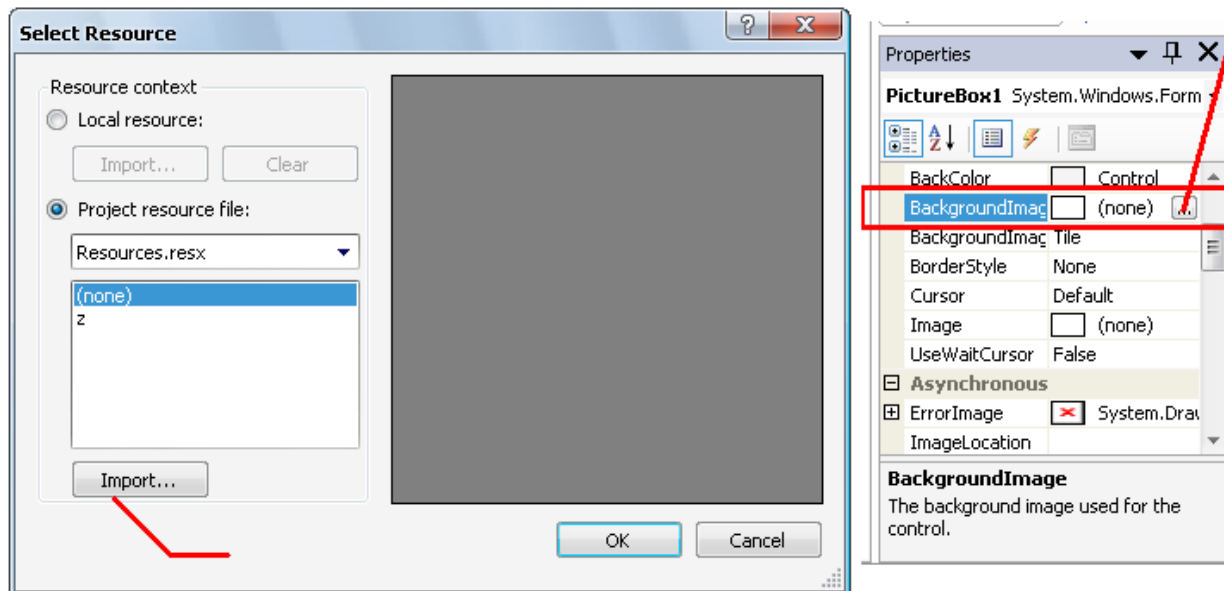 Select Resource
Resource context
Local resource:
Import... Clear
Project resource file:
Resources.resx
(none)
z
Import...
OK Cancel
Properties
PictureBox1 System.Windows.Form
BackColor Control
BackgroundImag (none) ...
BackgroundImag Tile
BorderStyle None
Cursor Default
Image (none)
UseWaitCursor False
Asynchronous
ErrorImage System.Drav
ImageLocation
BackgroundImage
The background image used for the
control.